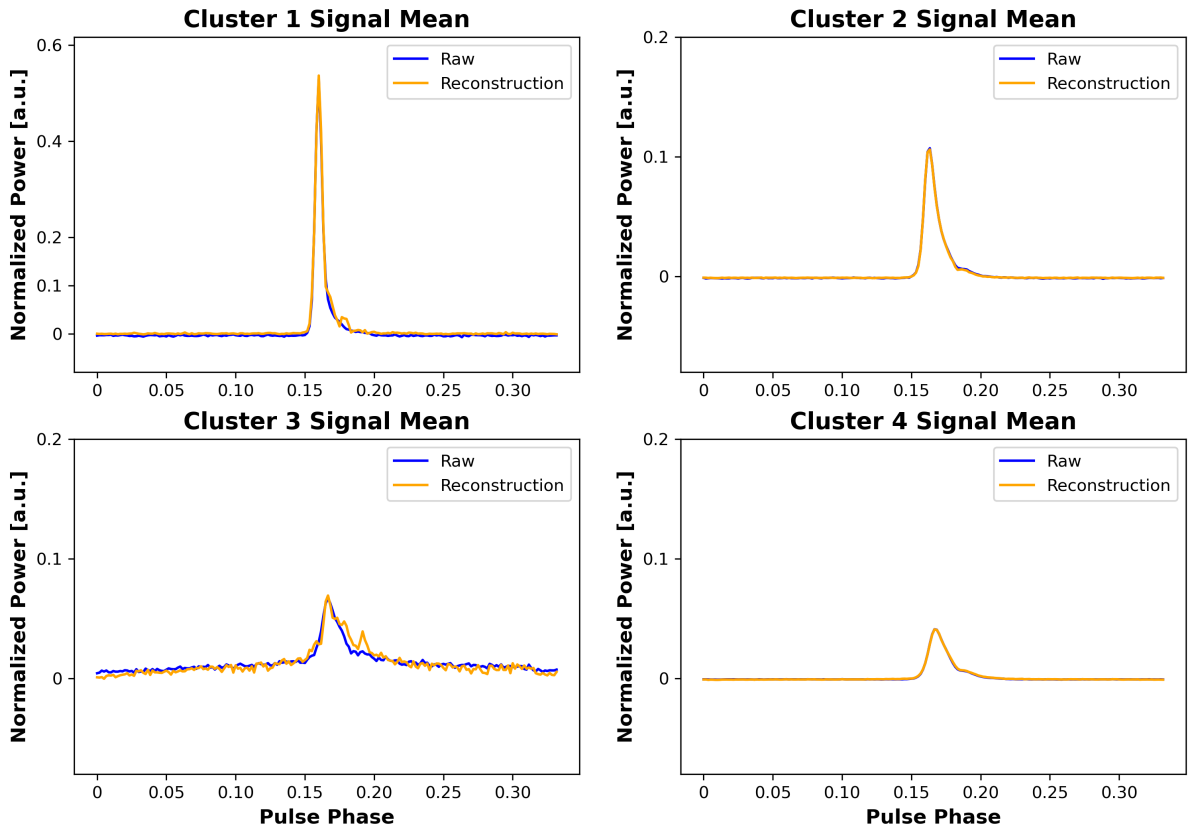 Cluster 1 Signal Mean
Normalized Power [a.u.]
0.6
0.4
0.2
0.1
0
Raw
Reconstruction
0
0.05
0.10
0.15
0.20
0.25
0.30
Cluster 2 Signal Mean
Normalized Power [a.u.]
0.2
0.1
0
Raw
Reconstruction
0
0.05
0.10
0.15
0.20
0.25
0.30
Cluster 3 Signal Mean
Normalized Power [a.u.]
0.2
0.1
0
Raw
Reconstruction
0
0.05
0.10
0.15
0.20
0.25
0.30
Pulse Phase
Cluster 4 Signal Mean
Normalized Power [a.u.]
0.2
0.1
0
Raw
Reconstruction
0
0.05
0.10
0.15
0.20
0.25
0.30
Pulse Phase